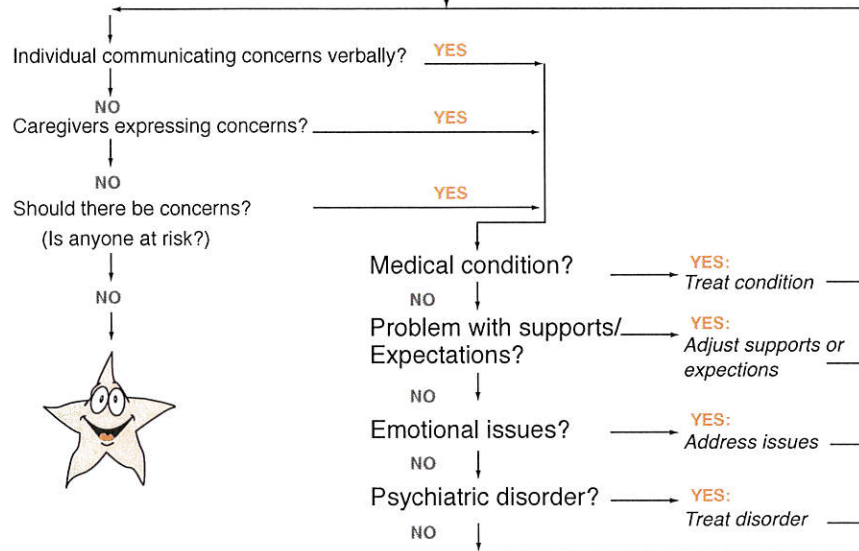 Individual communicating concerns verbally?
YES
NO
Caregivers expressing concerns?
YES
NO
Should there be concerns?
YES
(Is anyone at risk?)
NO
Medical condition?
YES:
Treat condition
NO
Problem with supports/
Expectations?
YES:
Adjust supports or
expections
NO
Emotional issues?
YES:
Address issues
NO
Psychiatric disorder?
YES:
Treat disorder
NO